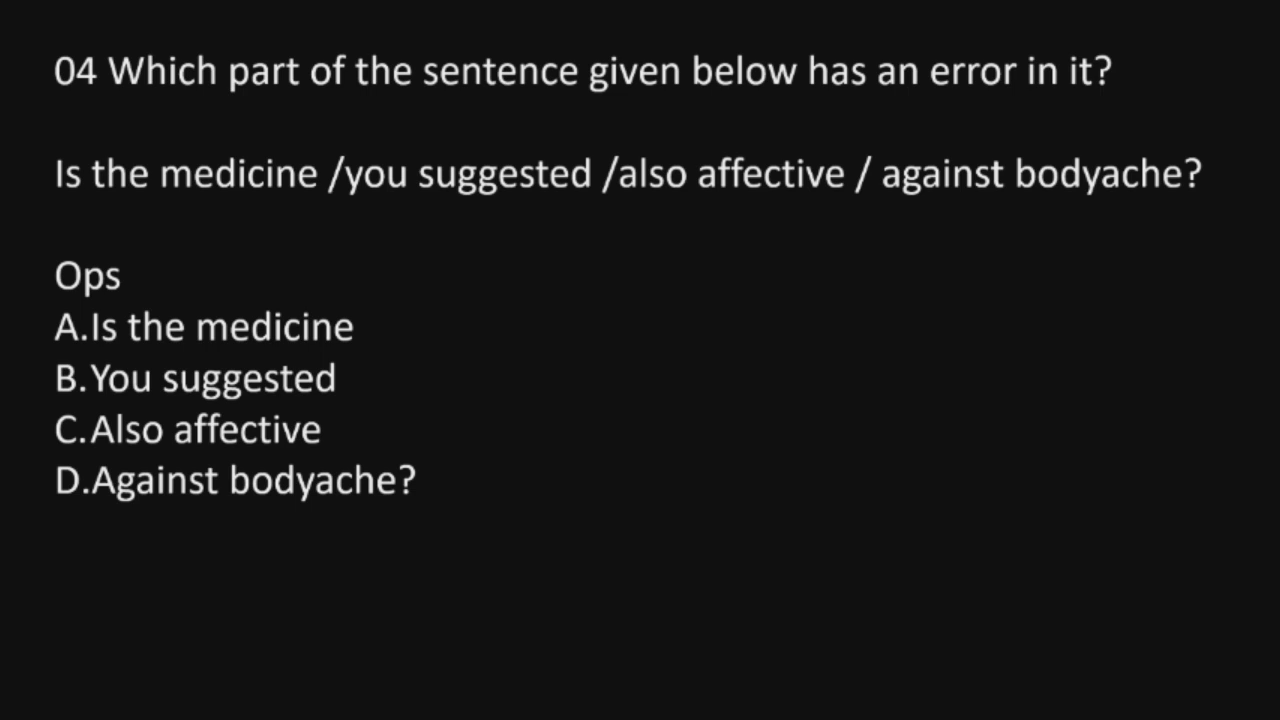 04 Which part of the sentence given below has an error in it?
Is the medicine /you suggested /also affective / against bodyache?
Ops
A.Is the medicine
B.You suggested
C.Also affective
D.Against bodyache?